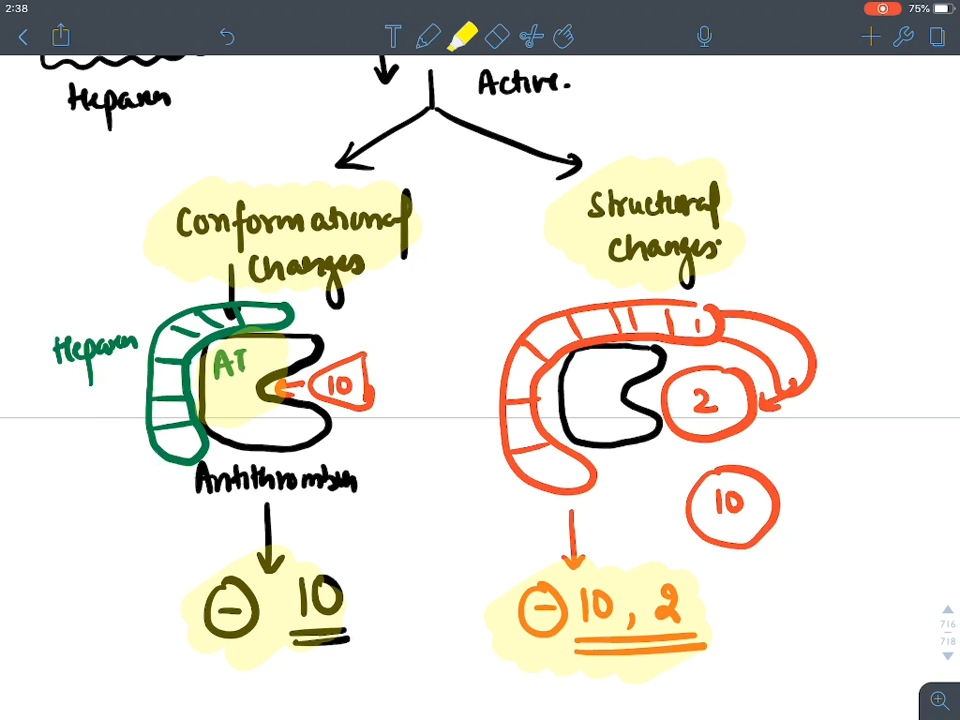 2:38
75%
T
Heparin
Active.
Conformational
Changes
Structural
Changes.
Heparin
AT
10
2
Antithrombin
10
⊖ 10
⊖ 10, 2
716
718